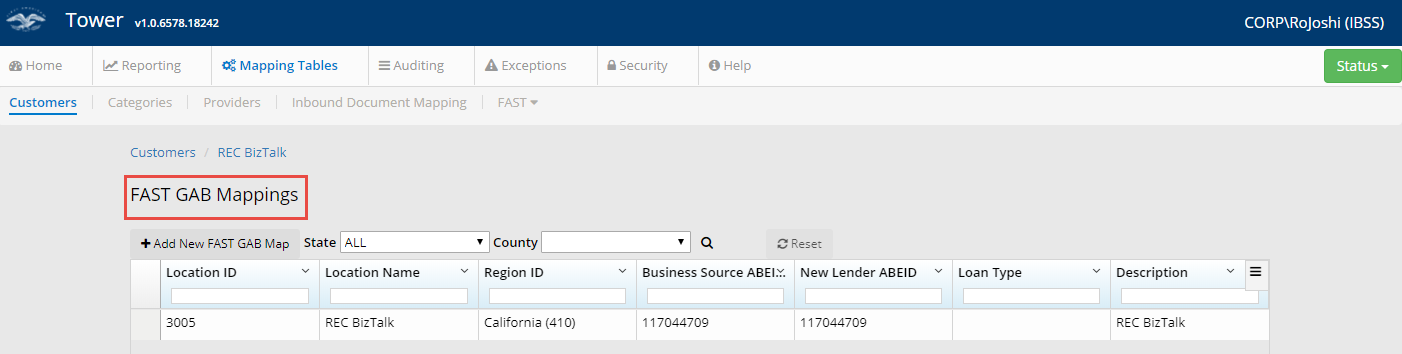 Tower v1.0.6578.18242 CORP\RoJoshi (IBSS)
Home Reporting Mapping Tables Auditing Exceptions Security Help Status
Customers Categories Providers Inbound Document Mapping FAST
Customers / REC BizTalk
FAST GAB Mappings
Add New FAST GAB Map State ALL County Reset
Location ID Location Name Region ID Business Source ABEI... New Lender ABEID Loan Type Description
3005 REC BizTalk California (410) 117044709 117044709 REC BizTalk